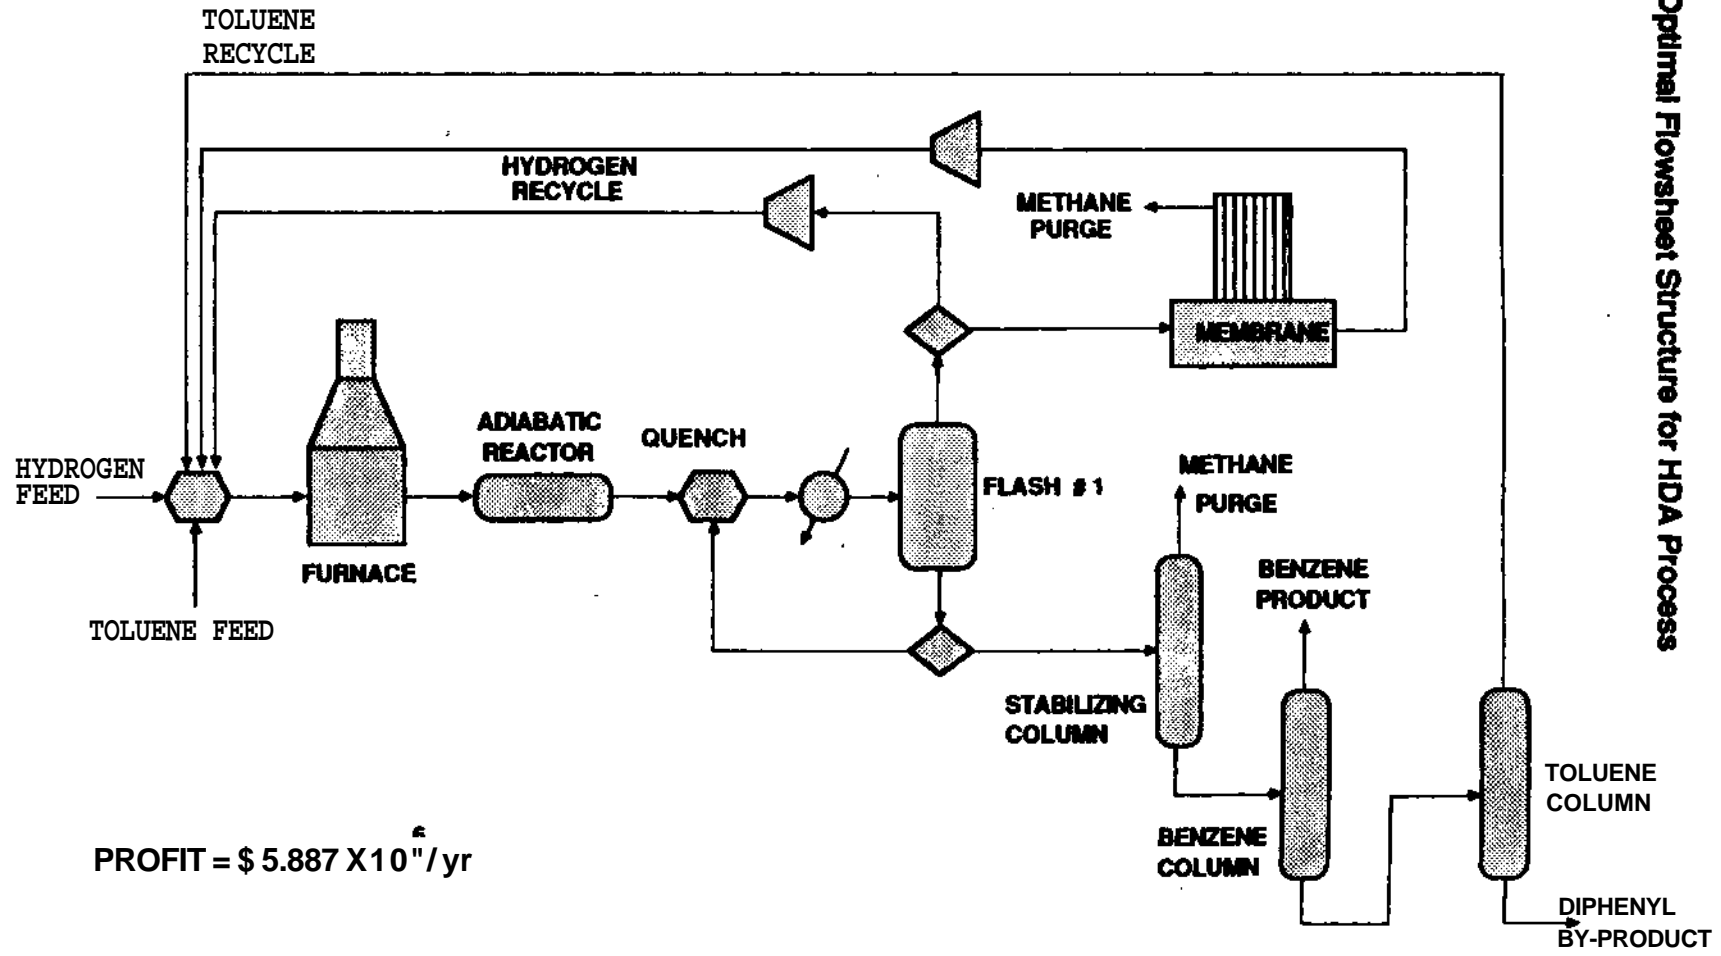 Optimal Flowsheet Structure for HDA Process
TOLUENE
RECYCLE
HYDROGEN
RECYCLE
METHANE
PURGE
MEMBRANE
ADIABATIC
REACTOR
QUENCH
HYDROGEN
FEED
FLASH #1
METHANE
PURGE
FURNACE
BENZENE
PRODUCT
TOLUENE FEED
STABILIZING
COLUMN
TOLUENE
COLUMN
BENZENE
COLUMN
PROFIT = $ 5.887 X10"6/ yr
DIPHENYL
BY-PRODUCT